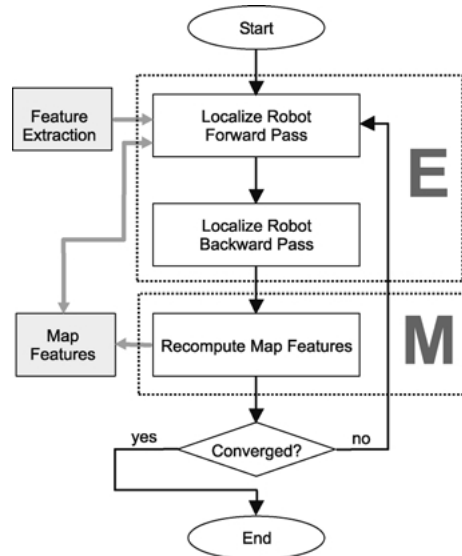 Start
Feature
Extraction
Localize Robot
Forward Pass
E
Localize Robot
Backward Pass
Map
Features
Recompute Map Features
M
yes
Converged?
no
End